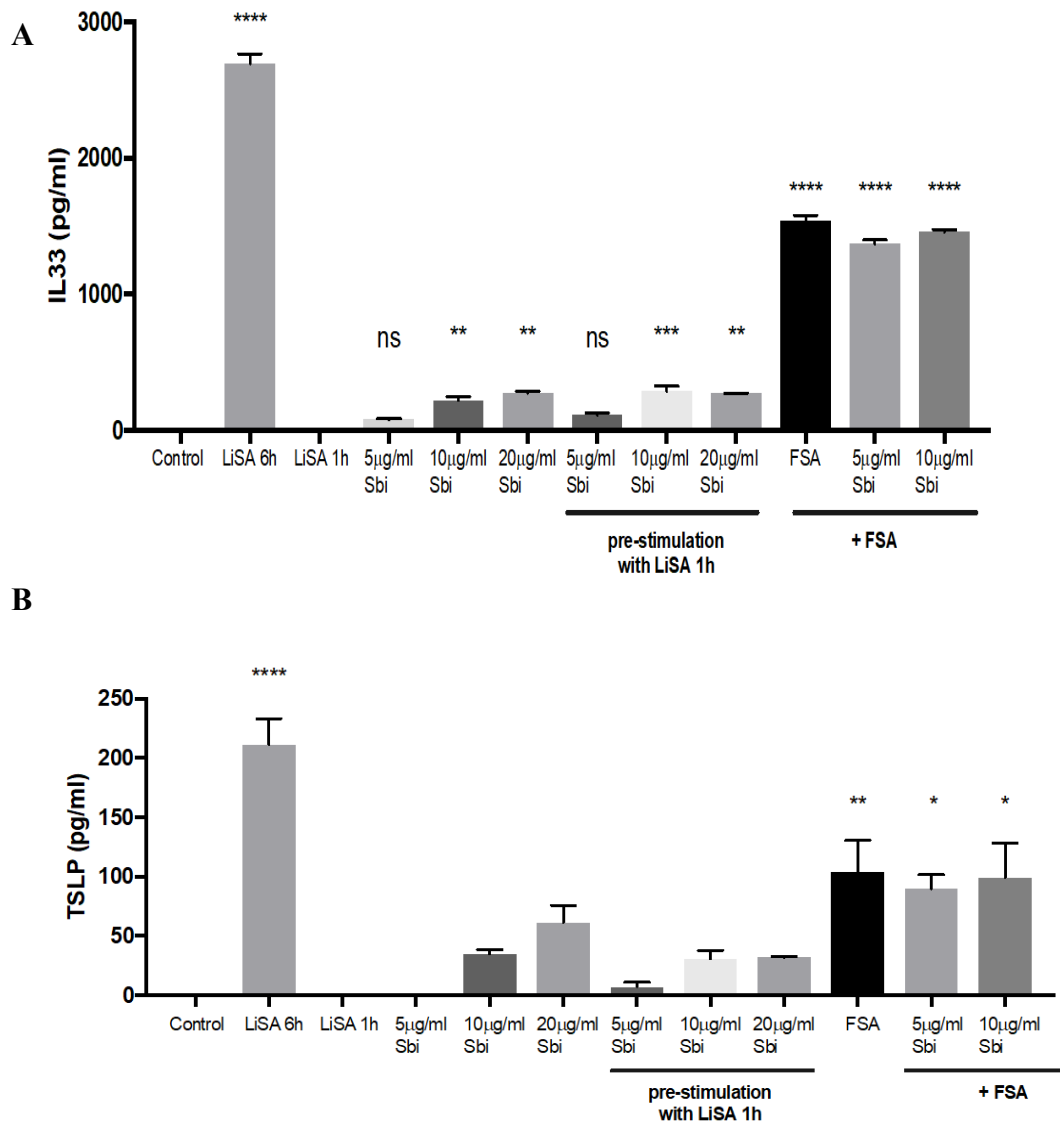 A
IL33 (pg/ml)
3000
2000
1000
0
****
ns
**
**
ns
***
**
****
****
****
Control
LiSA 6h
LiSA 1h
5µg/ml
Sbi
10µg/ml
Sbi
20µg/ml
Sbi
5µg/ml
Sbi
10µg/ml
Sbi
20µg/ml
Sbi
FSA
5µg/ml
Sbi
10µg/ml
Sbi
pre-stimulation
with LiSA 1h
+ FSA
B
TSLP (pg/ml)
250
200
150
100
50
0
****
**
*
*
Control
LiSA 6h
LiSA 1h
5µg/ml
Sbi
10µg/ml
Sbi
20µg/ml
Sbi
5µg/ml
Sbi
10µg/ml
Sbi
20µg/ml
Sbi
FSA
5µg/ml
Sbi
10µg/ml
Sbi
pre-stimulation
with LiSA 1h
+ FSA